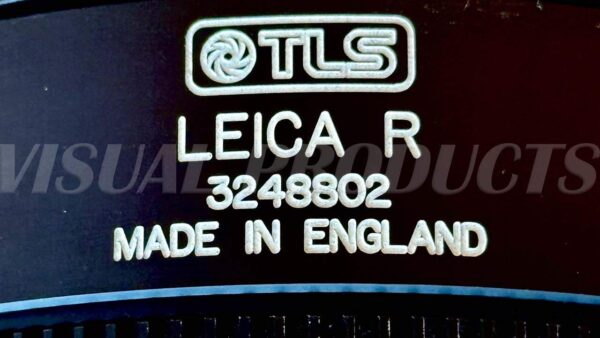 TLS
LEICA R
VISUAL PRODUCTS
3248802
MADE IN ENGLAND